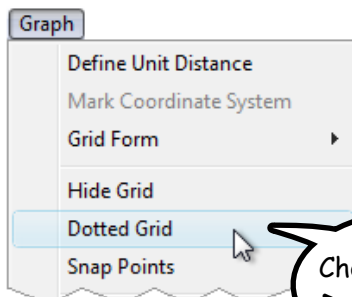 Graph
Define Unit Distance
Mark Coordinate System
Grid Form
Hide Grid
Dotted Grid
Snap Points